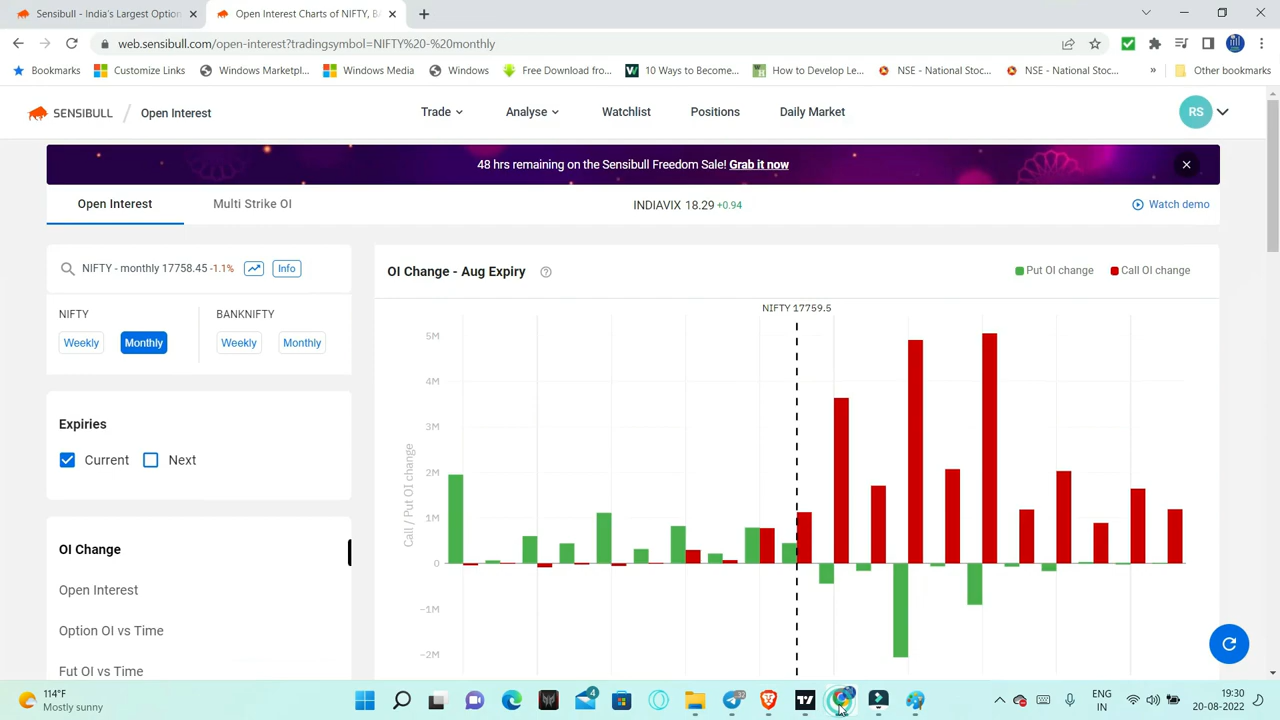 Sensibull - India's Largest Option
Open Interest Charts of NIFTY, B
web.sensibull.com/open-interest?tradingsymbol=NIFTY%20-%20monthly
Bookmarks
Customize Links
Windows Marketpl...
Windows Media
Windows
Free Download fro...
10 Ways to Become...
How to Develop Le...
NSE - National Stoc...
NSE - National Stoc...
»
Other bookmarks
SENSIBULL / Open Interest
Trade
Analyse
Watchlist
Positions
Daily Market
RS
48 hrs remaining on the Sensibull Freedom Sale! Grab it now
Open Interest
Multi Strike OI
INDIAVIX 18.29 +0.94
Watch demo
NIFTY - monthly 17758.45 -1.1%
Info
NIFTY
Weekly
Monthly
BANKNIFTY
Weekly
Monthly
Expiries
Current
Next
OI Change
Open Interest
Option OI vs Time
Fut OI vs Time
OI Change - Aug Expiry
Put OI change
Call OI change
NIFTY 17759.5
Call / Put OI change
5M
4M
3M
2M
1M
0
-1M
-2M
114°F
Mostly sunny
4
ENG
IN
19:30
20-08-2022